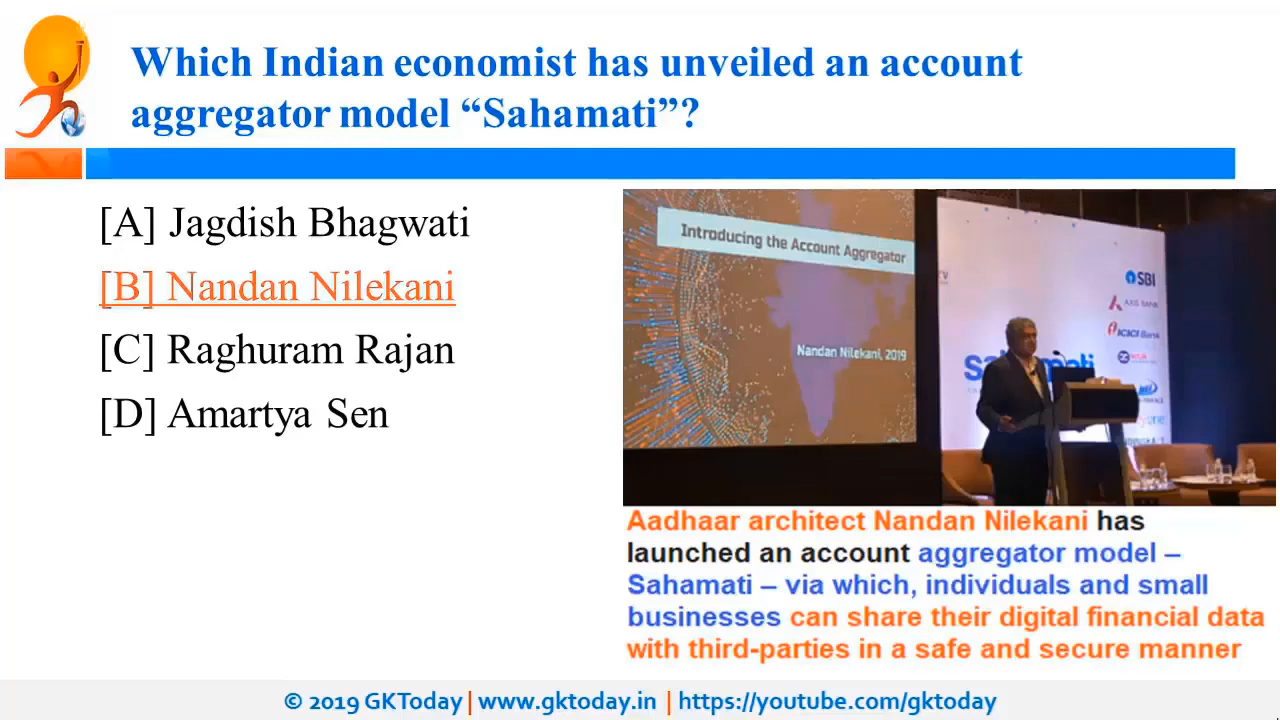 Which Indian economist has unveiled an account
aggregator model “Sahamati”?
[A] Jagdish Bhagwati
[B] Nandan Nilekani
[C] Raghuram Rajan
[D] Amartya Sen
Introducing the Account Aggregator
Nandan Nilekani, 2019
SBI
AXIS BANK
ICICI Bank
Aadhaar architect Nandan Nilekani has
launched an account aggregator model –
Sahamati – via which, individuals and small
businesses can share their digital financial data
with third-parties in a safe and secure manner
© 2019 GKToday | www.gktoday.in | https://youtube.com/gktoday